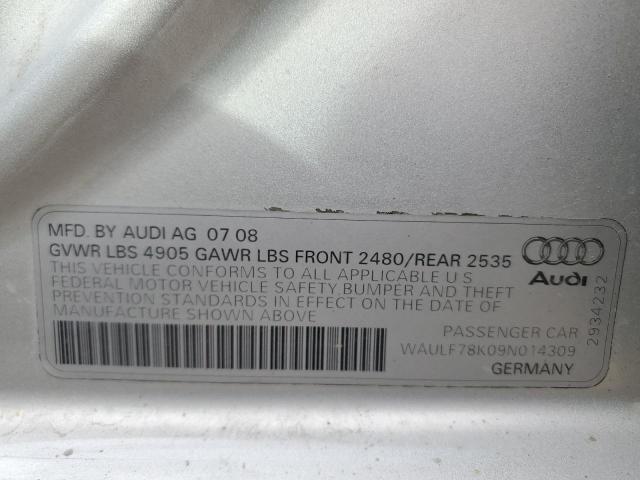 MFD. BY AUDI AG 07 08
GVWR LBS 4905 GAWR LBS FRONT 2480/REAR 2535
THIS VEHICLE CONFORMS TO ALL APPLICABLE U S
FEDERAL MOTOR VEHICLE SAFETY, BUMPER AND THEFT
PREVENTION STANDARDS IN EFFECT ON THE DATE OF
MANUFACTURE SHOWN ABOVE
Audi
2934232
PASSENGER CAR
WAULF78K09N014309
GERMANY